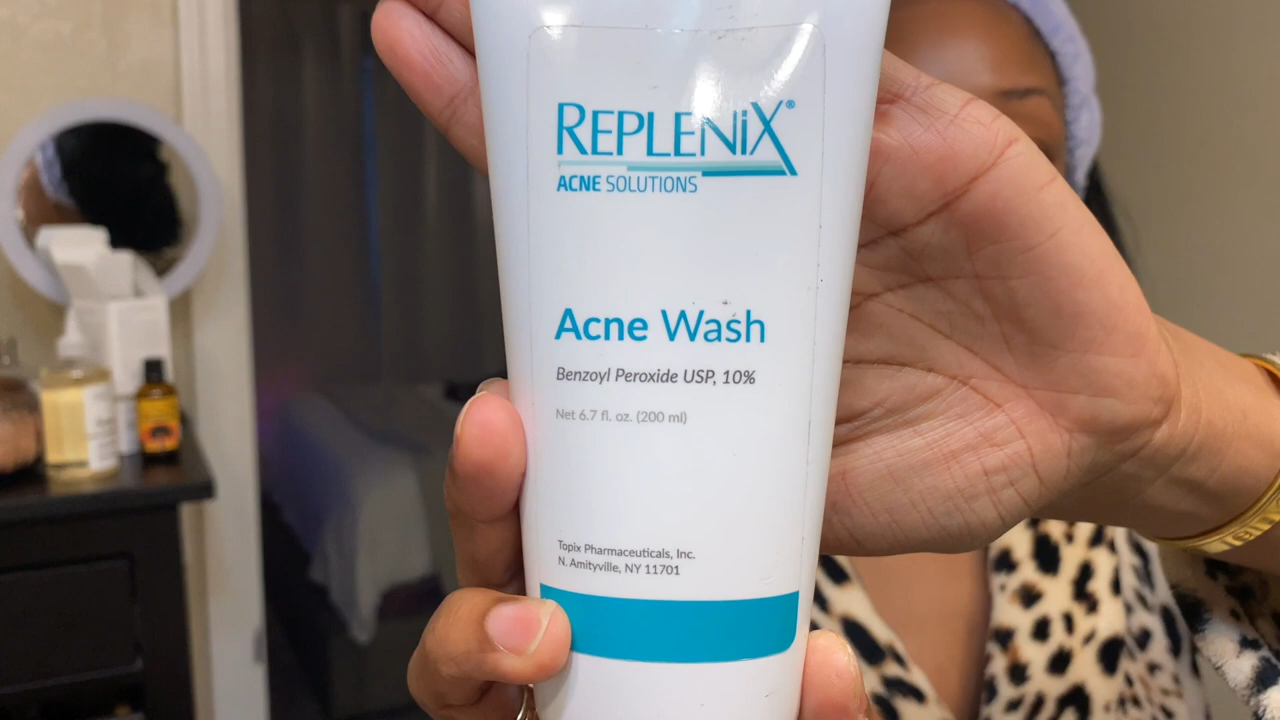 REPLENiX®
ACNE SOLUTIONS
Acne Wash
Benzoyl Peroxide USP, 10%
Net 6.7 fl. oz. (200 ml)
Topix Pharmaceuticals, Inc.
N. Amityville, NY 11701